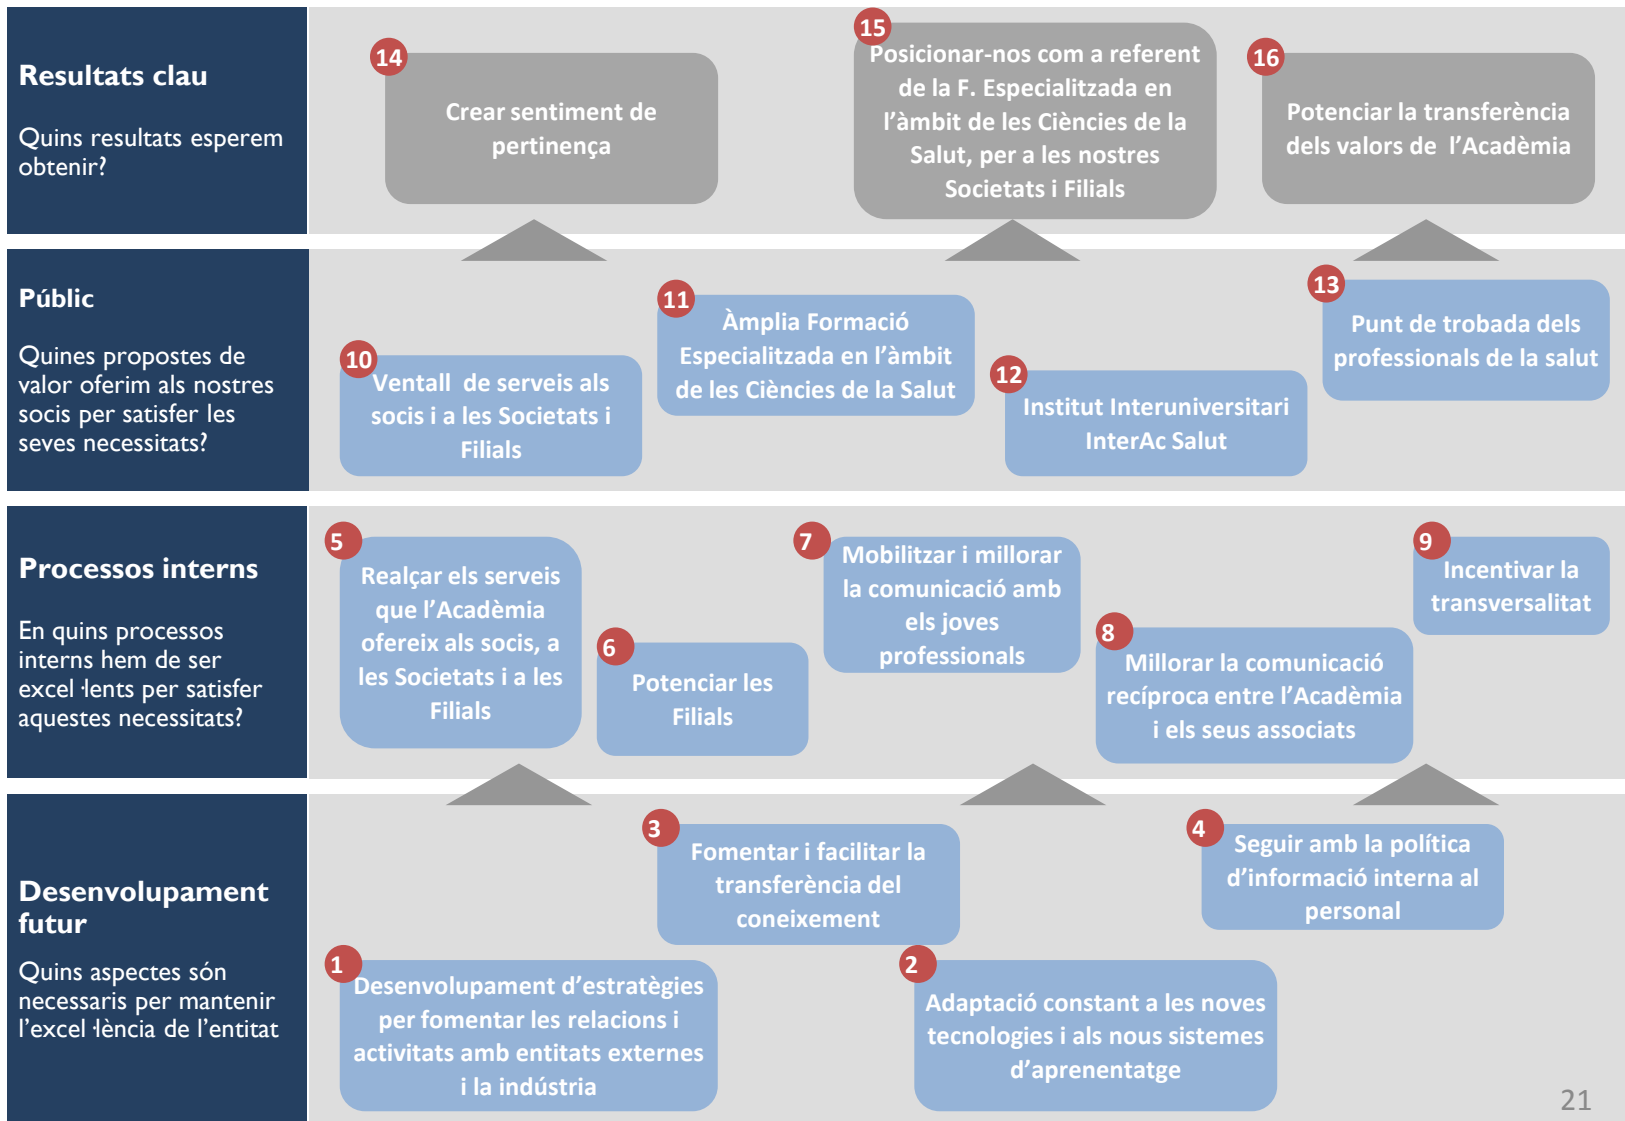 Resultats clau
Quins resultats esperem
obtenir?
14
Crear sentiment de
pertinença
15
Posicionar-nos com a referent
de la F. Especialitzada en
l’àmbit de les Ciències de la
Salut, per a les nostres
Societats i Filials
16
Potenciar la transferència
dels valors de l’Acadèmia
Públic
Quines propostes de
valor oferim als nostres
socis per satisfer les
seves necessitats?
10
Ventall de serveis als
socis i a les Societats i
Filials
11
Àmplia Formació
Especialitzada en l’àmbit
de les Ciències de la Salut
12
Institut Interuniversitari
InterAc Salut
13
Punt de trobada dels
professionals de la salut
Processos interns
En quins processos
interns hem de ser
excel·lents per satisfer
aquestes necessitats?
5
Realçar els serveis
que l’Acadèmia
ofereix als socis, a
les Societats i a les
Filials
6
Potenciar les
Filials
7
Mobilitzar i millorar
la comunicació amb
els joves
professionals
8
Millorar la comunicació
recíproca entre l’Acadèmia
i els seus associats
9
Incentivar la
transversalitat
Desenvolupament
futur
Quins aspectes són
necessaris per mantenir
l’excel·lència de l’entitat
1
Desenvolupament d’estratègies
per fomentar les relacions i
activitats amb entitats externes
i la indústria
3
Fomentar i facilitar la
transferència del
coneixement
2
Adaptació constant a les noves
tecnologies i als nous sistemes
d’aprenentatge
4
Seguir amb la política
d’informació interna al
personal
21